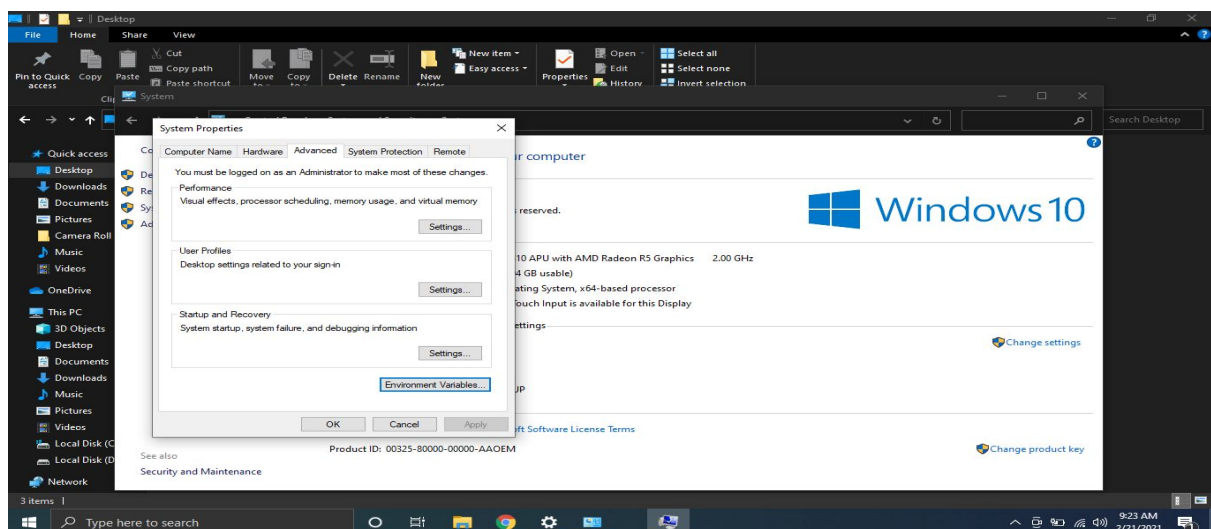 Desktop
File Home Share View
Pin to Quick access
Copy
Paste
Cut
Copy path
Paste shortcut
Move to
Copy to
Delete
Rename
New folder
New item
Easy access
Properties
Open
Edit
History
Select all
Select none
Invert selection
System
Search Desktop
Quick access
Desktop
Downloads
Documents
Pictures
Camera Roll
Music
Videos
OneDrive
This PC
3D Objects
Desktop
Documents
Downloads
Music
Pictures
Videos
Local Disk (C
Local Disk (D
Network
3 items
System Properties
Computer Name Hardware Advanced System Protection Remote
You must be logged on as an Administrator to make most of these changes.
Performance
Visual effects, processor scheduling, memory usage, and virtual memory
Settings...
User Profiles
Desktop settings related to your sign-in
Settings...
Startup and Recovery
System startup, system failure, and debugging information
Settings...
Environment Variables...
OK Cancel Apply
ur computer
reserved.
Windows 10
10 APU with AMD Radeon R5 Graphics 2.00 GHz
4 GB usable)
ating System, x64-based processor
ouch Input is available for this Display
ettings
Change settings
UP
ft Software License Terms
Product ID: 00325-80000-00000-AAOEM
Change product key
See also
Security and Maintenance
Type here to search
9:23 AM
2/21/2021